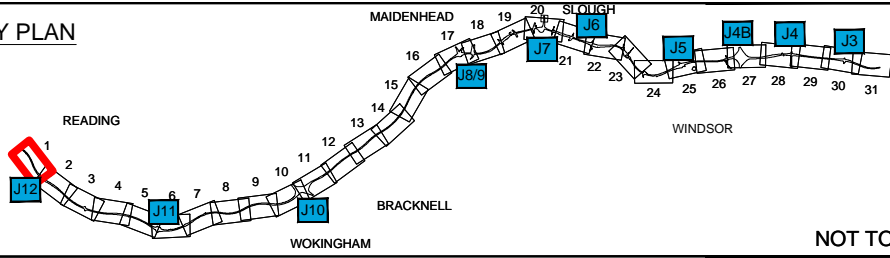 Y PLAN
MAIDENHEAD
SLOUGH
READING
WINDSOR
BRACKNELL
WOKINGHAM
NOT TO
J12
J11
J10
J8/9
J7
J6
J5
J4B
J4
J3
1
2
3
4
5
6
7
8
9
10
11
12
13
14
15
16
17
18
19
20
21
22
23
24
25
26
27
28
29
30
31